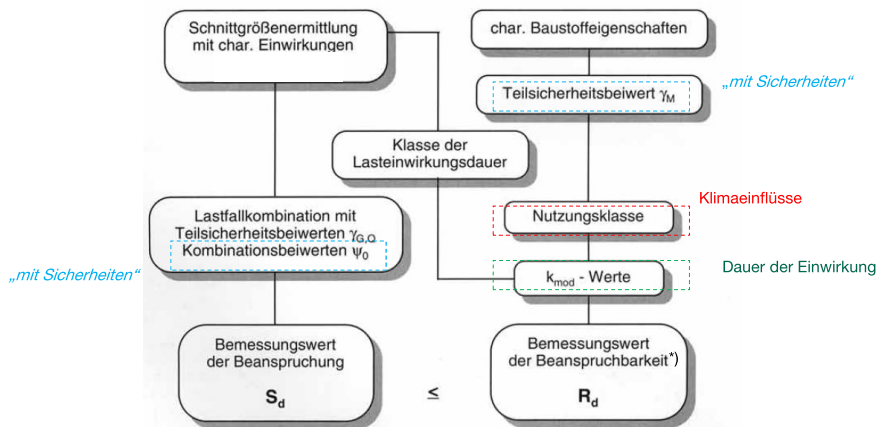 Schnittgrößenermittlung
mit char. Einwirkungen
char. Baustoffeigenschaften
Teilsicherheitsbeiwert γM
„mit Sicherheiten“
Klasse der
Lasteinwirkungsdauer
Klimaeinflüsse
Lastfallkombination mit
Teilsicherheitsbeiwerten γG,Q
Kombinationsbeiwerten ψ0
Nutzungsklasse
„mit Sicherheiten“
kmod - Werte
Dauer der Einwirkung
Bemessungswert
der Beanspruchung
Sd
≤
Bemessungswert
der Beanspruchbarkeit*)
Rd